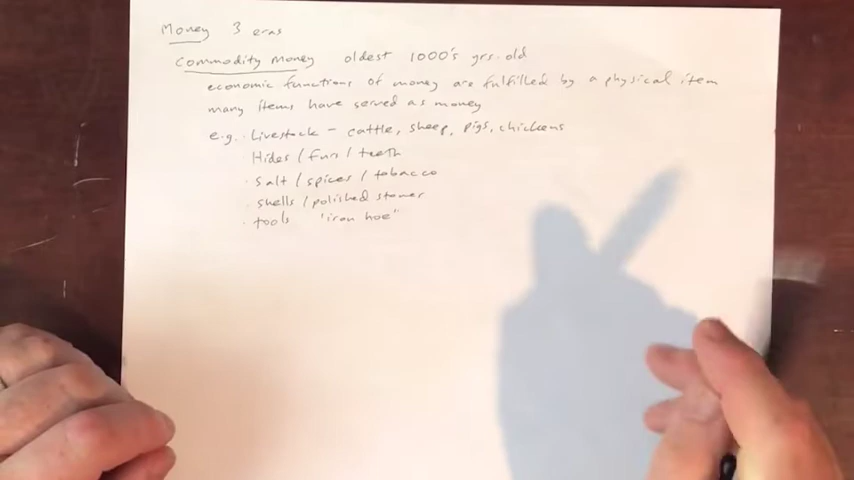 Money 3 eras
commodity money oldest 1000's yrs. old
economic functions of money are fulfilled by a physical item
many items have served as money
e.g. · Livestock - cattle, sheep, pigs, chickens
Hides / furs / teeth
· salt / spices / tobacco
· shells / polished stones
· tools "iron hoe"